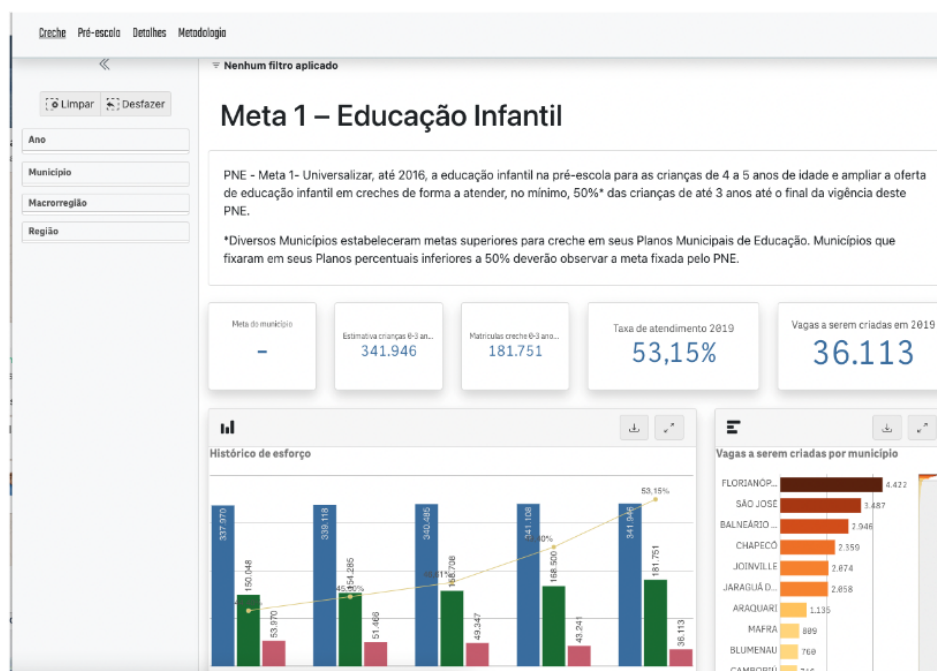 Creche Pré-escola Detalhes Metodologia
Nenhum filtro aplicado
Limpar Desfazer
Ano
Município
Macrorregião
Região
Meta 1 – Educação Infantil
PNE - Meta 1- Universalizar, até 2016, a educação infantil na pré-escola para as crianças de 4 a 5 anos de idade e ampliar a oferta
de educação infantil em creches de forma a atender, no mínimo, 50%* das crianças de até 3 anos até o final da vigência deste
PNE.
*Diversos Municípios estabeleceram metas superiores para creche em seus Planos Municipais de Educação. Municípios que
fixaram em seus Planos percentuais inferiores a 50% deverão observar a meta fixada pelo PNE.
Meta do município
-
Estimativa crianças 0-3 an...
341.946
Matrículas creche 0-3 ano...
181.751
Taxa de atendimento 2019
53,15%
Vagas a serem criadas em 2019
36.113
Histórico de esforço
337.970 150.048 53.970
339.118 154.285 51.466
340.485 49.347
341.108 168.500 43.241
53,15%
341.946 181.751 36.113
Vagas a serem criadas por município
FLORIANÓP... 4.422
SÃO JOSÉ 3.487
BALNEÁRIO ... 2.946
CHAPECÓ 2.359
JOINVILLE 2.074
JARAGUÁ D... 2.058
ARAQUARI 1.135
MAFRA 809
BLUMENAU 760
CAMBORIÚ